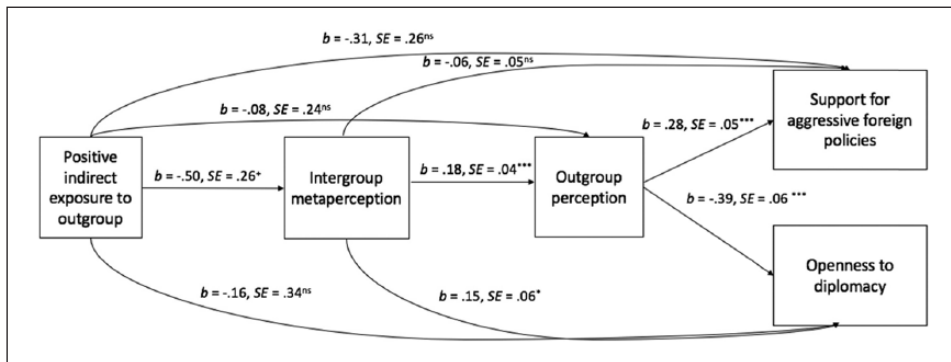 b = -.31, SE = .26ns
b = -.06, SE = .05ns
b = -.08, SE = .24ns
Support for
aggressive foreign
policies
b = .28, SE = .05***
Positive
indirect
exposure to
outgroup
b = -.50, SE = .26+
Intergroup
metaperception
b = .18, SE = .04***
Outgroup
perception
b = -.39, SE = .06 ***
b = -.16, SE = .34ns
b = .15, SE = .06*
Openness to
diplomacy